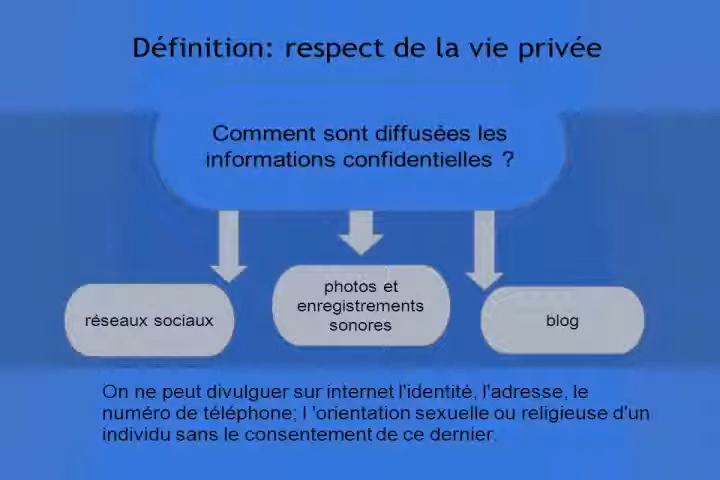 Définition: respect de la vie privée
Comment sont diffusées les
informations confidentielles ?
réseaux sociaux
photos et
enregistrements
sonores
blog
On ne peut divulguer sur internet l'identité, l'adresse, le
numéro de téléphone; l 'orientation sexuelle ou religieuse d'un
individu sans le consentement de ce dernier.